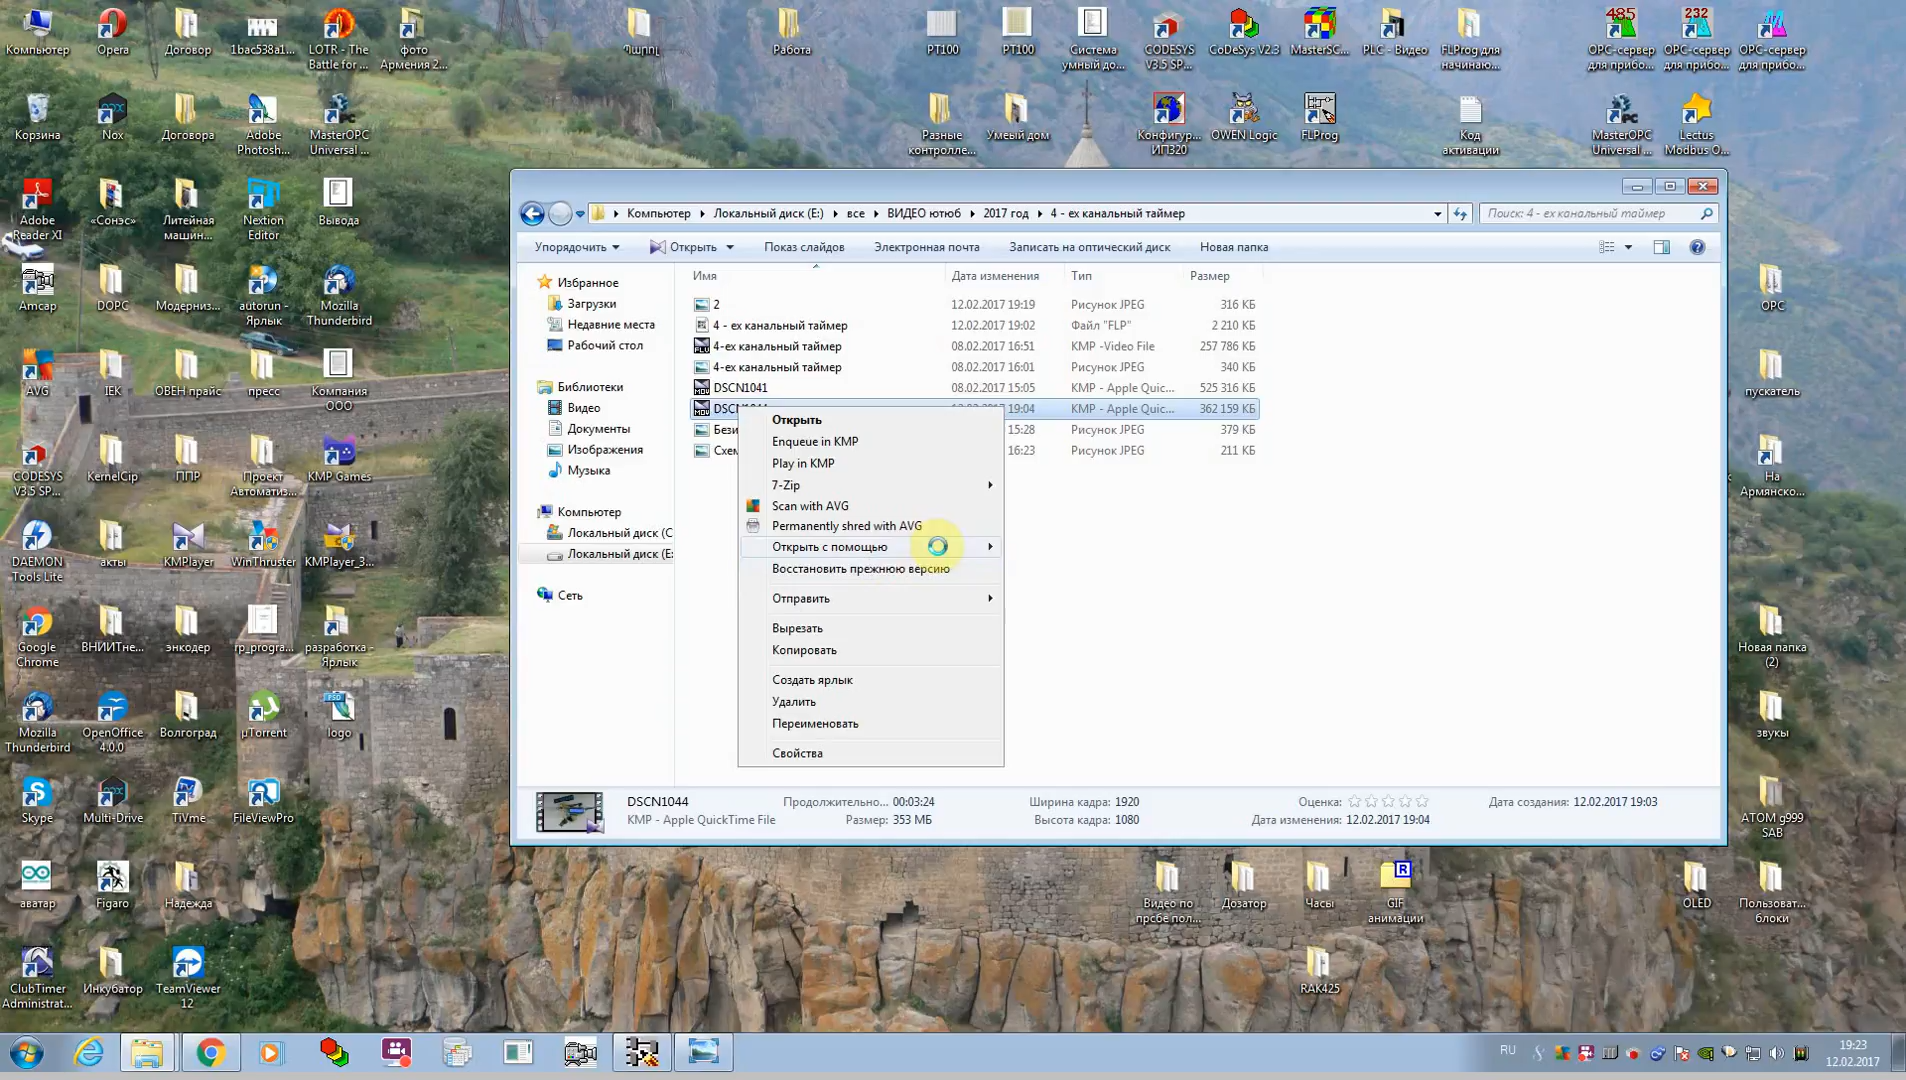 Компьютер
Opera
Договор
1bac538a1...
LOTR - The
Battle for ...
фото
Армения 2...
Պարոլ
Работа
PT100
PT100
Система
умный до...
CODESYS
V3.5 SP...
CoDeSys V2.3
MasterSC...
PLC - Видео
FLProg для
начинаю...
485
OPC-сервер
для прибо...
232
OPC-сервер
для прибо...
OPC-сервер
для прибо...
Корзина
Nox
Договора
Adobe
Photosh...
MasterOPC
Universal ...
Разные
контролле...
Умеый дом
Конфигур...
ИП320
OWEN Logic
FLProg
Код
активации
MasterOPC
Universal ...
Lectus
Modbus O...
Adobe
Reader XI
«Сонэс»
Литейная
машин...
Nextion
Editor
Вывода
Amcap
DOPC
Модерниз...
autorun -
Ярлык
Mozilla
Thunderbird
AVG
IEK
ОВЕН прайс
пресс
Компания
ООО
CODESYS
V3.5 SP...
KernelCip
ППР
Проект
Автоматиз...
KMP Games
DAEMON
Tools Lite
акты
KMPlayer
WinThruster
KMPlayer_3...
Google
Chrome
ВНИИТне...
энкодер
rp_progra...
разработка -
Ярлык
Mozilla
Thunderbird
OpenOffice
4.0.0
Волгоград
µTorrent
logo
Skype
Multi-Drive
TiVme
FileViewPro
аватар
Figaro
Надежда
ClubTimer
Administrat...
Инкубатор
TeamViewer
12
Компьютер
Локальный диск (E:)
все
ВИДЕО ютюб
2017 год
4 - ех канальный таймер
Поиск: 4 - ех канальный таймер
Упорядочить
Открыть
Показ слайдов
Электронная почта
Записать на оптический диск
Новая папка
Избранное
Загрузки
Недавние места
Рабочий стол
Библиотеки
Видео
Документы
Изображения
Музыка
Компьютер
Локальный диск (C
Локальный диск (E:
Сеть
Имя Дата изменения Тип Размер
2 12.02.2017 19:19 Рисунок JPEG 316 КБ
4 - ех канальный таймер 12.02.2017 19:02 Файл "FLP" 2 210 КБ
4-ех канальный таймер 08.02.2017 16:51 KMP -Video File 257 786 КБ
4-ех канальный таймер 08.02.2017 16:01 Рисунок JPEG 340 КБ
DSCN1041 08.02.2017 15:05 KMP - Apple Quic... 525 316 КБ
19:04 KMP - Apple Quic... 362 159 КБ
Бези 15:28 Рисунок JPEG 379 КБ
Схем 16:23 Рисунок JPEG 211 КБ
Открыть
Enqueue in KMP
Play in KMP
7-Zip
Scan with AVG
Permanently shred with AVG
Открыть с помощью
Восстановить прежнюю версию
Отправить
Вырезать
Копировать
Создать ярлык
Удалить
Переименовать
Свойства
DSCN1044 Продолжительно... 00:03:24 Ширина кадра: 1920 Оценка: Дата создания: 12.02.2017 19:03
KMP - Apple QuickTime File Размер: 353 МБ Высота кадра: 1080 Дата изменения: 12.02.2017 19:04
OPC
пускатель
На
Армянско...
Новая папка
(2)
звуки
ATOM g999
SAB
Видео по
прсбе пол...
Дозатор
Часы
GIF
анимации
OLED
Пользоват...
блоки
RAK425
RU
19:23
12.02.2017